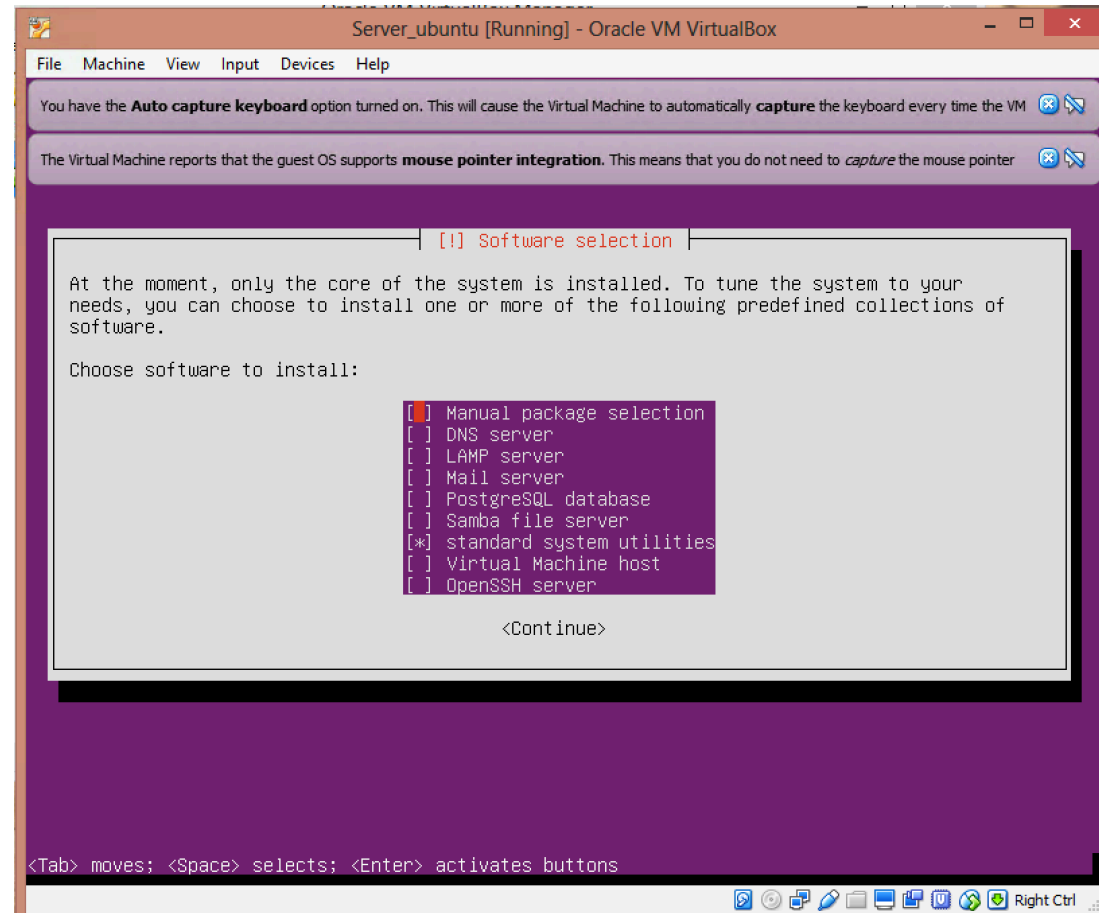 Oracle VM VirtualBox Manager
Server_ubuntu [Running] - Oracle VM VirtualBox
File Machine View Input Devices Help
You have the Auto capture keyboard option turned on. This will cause the Virtual Machine to automatically capture the keyboard every time the VM
The Virtual Machine reports that the guest OS supports mouse pointer integration. This means that you do not need to capture the mouse pointer
[!] Software selection
At the moment, only the core of the system is installed. To tune the system to your
needs, you can choose to install one or more of the following predefined collections of
software.
Choose software to install:
[ ] Manual package selection
[ ] DNS server
[ ] LAMP server
[ ] Mail server
[ ] PostgreSQL database
[ ] Samba file server
[*] standard system utilities
[ ] Virtual Machine host
[ ] OpenSSH server
<Continue>
<Tab> moves; <Space> selects; <Enter> activates buttons
Right Ctrl